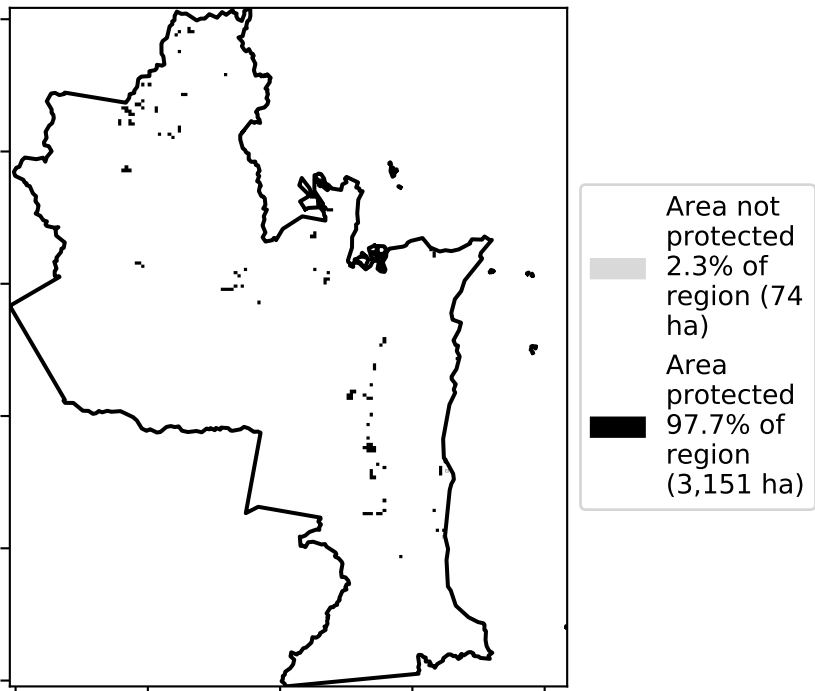 Area not
protected
2.3% of
region (74
ha)
Area
protected
97.7% of
region
(3,151 ha)